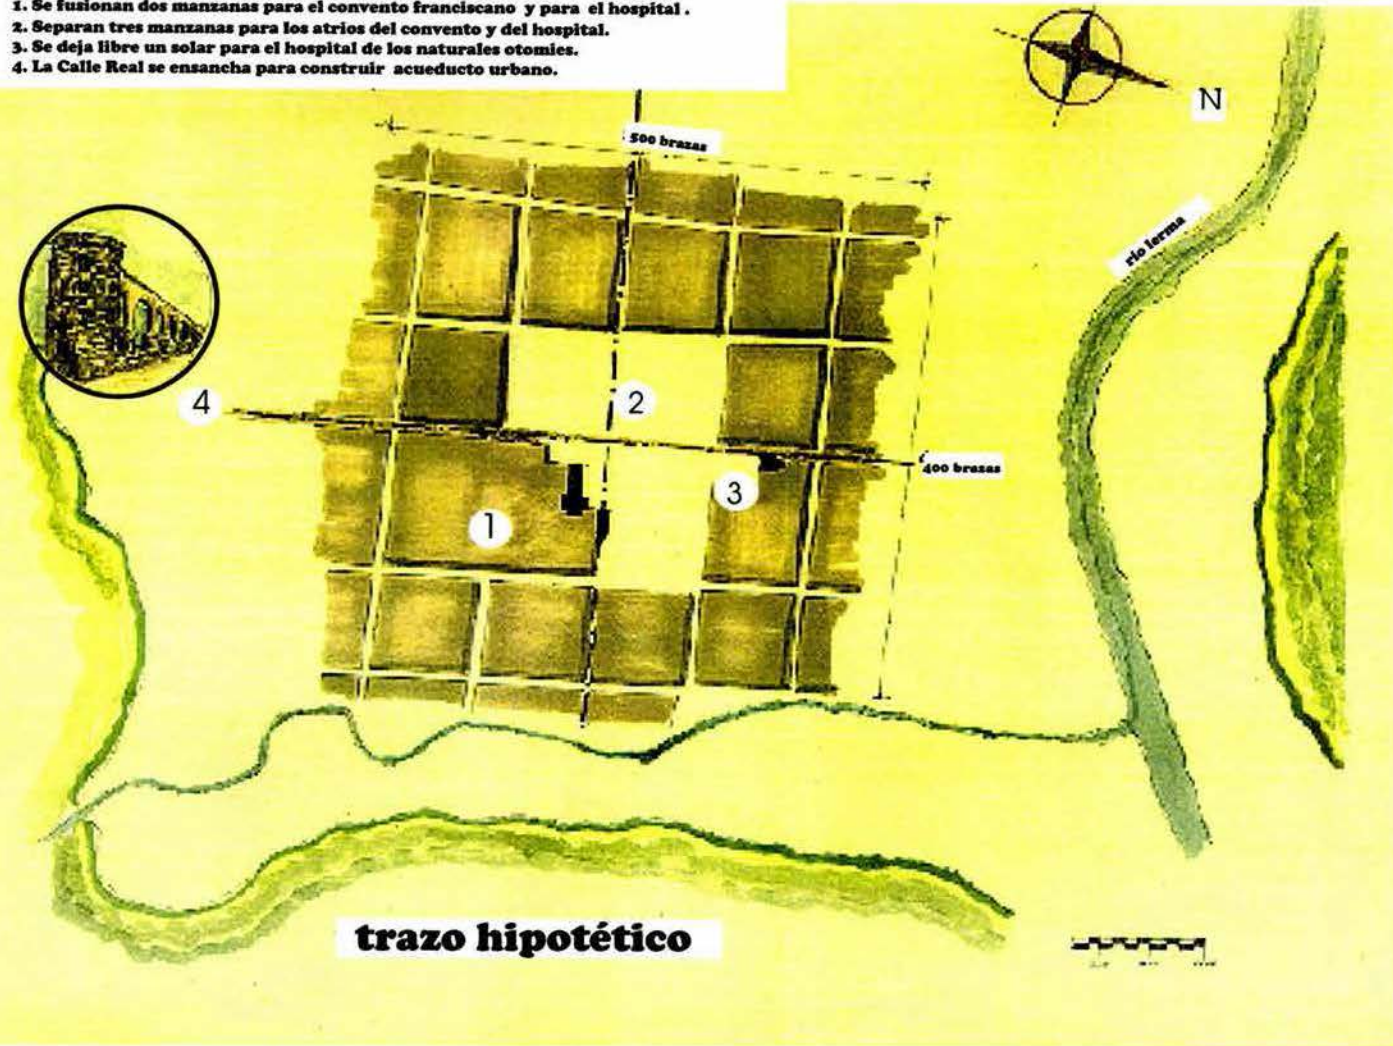 1. Se fusionan dos manzanas para el convento franciscano y para el hospital .
2. Separan tres manzanas para los atrios del convento y del hospital.
3. Se deja libre un solar para el hospital de los naturales otomies.
4. La Calle Real se ensancha para construir acueducto urbano.
N
500 brazas
río lerma
4
2
400 brazas
3
1
trazo hipotético